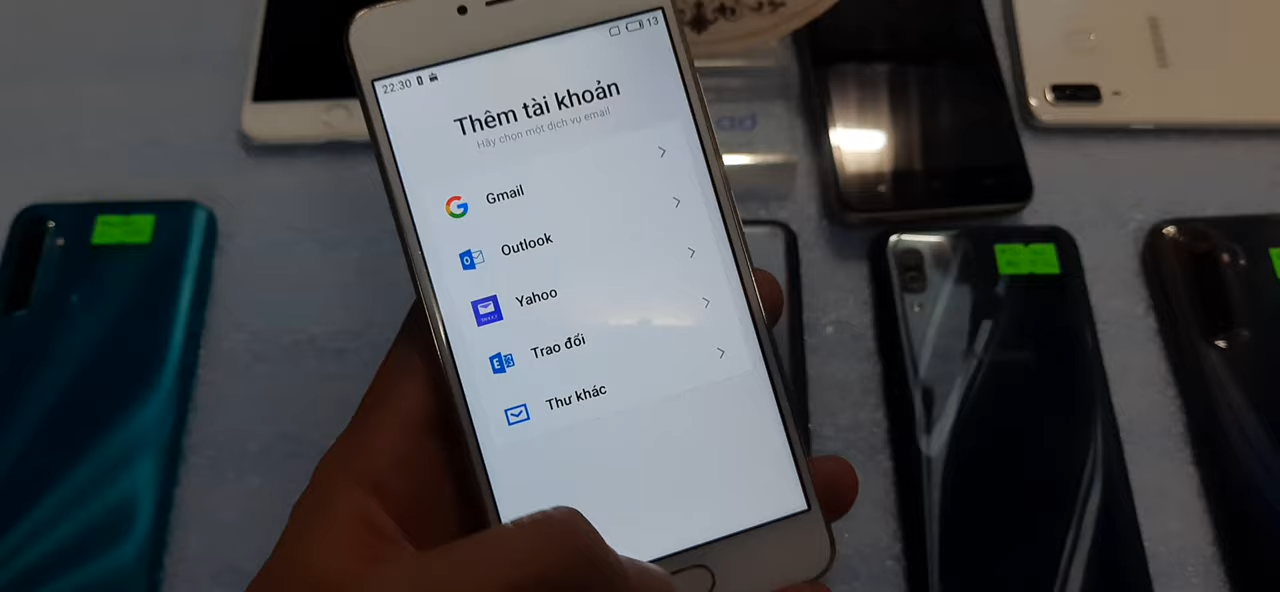 22:30
13
Thêm tài khoản
Hãy chọn một dịch vụ email
Gmail
Outlook
Yahoo
Trao đổi
Thư khác